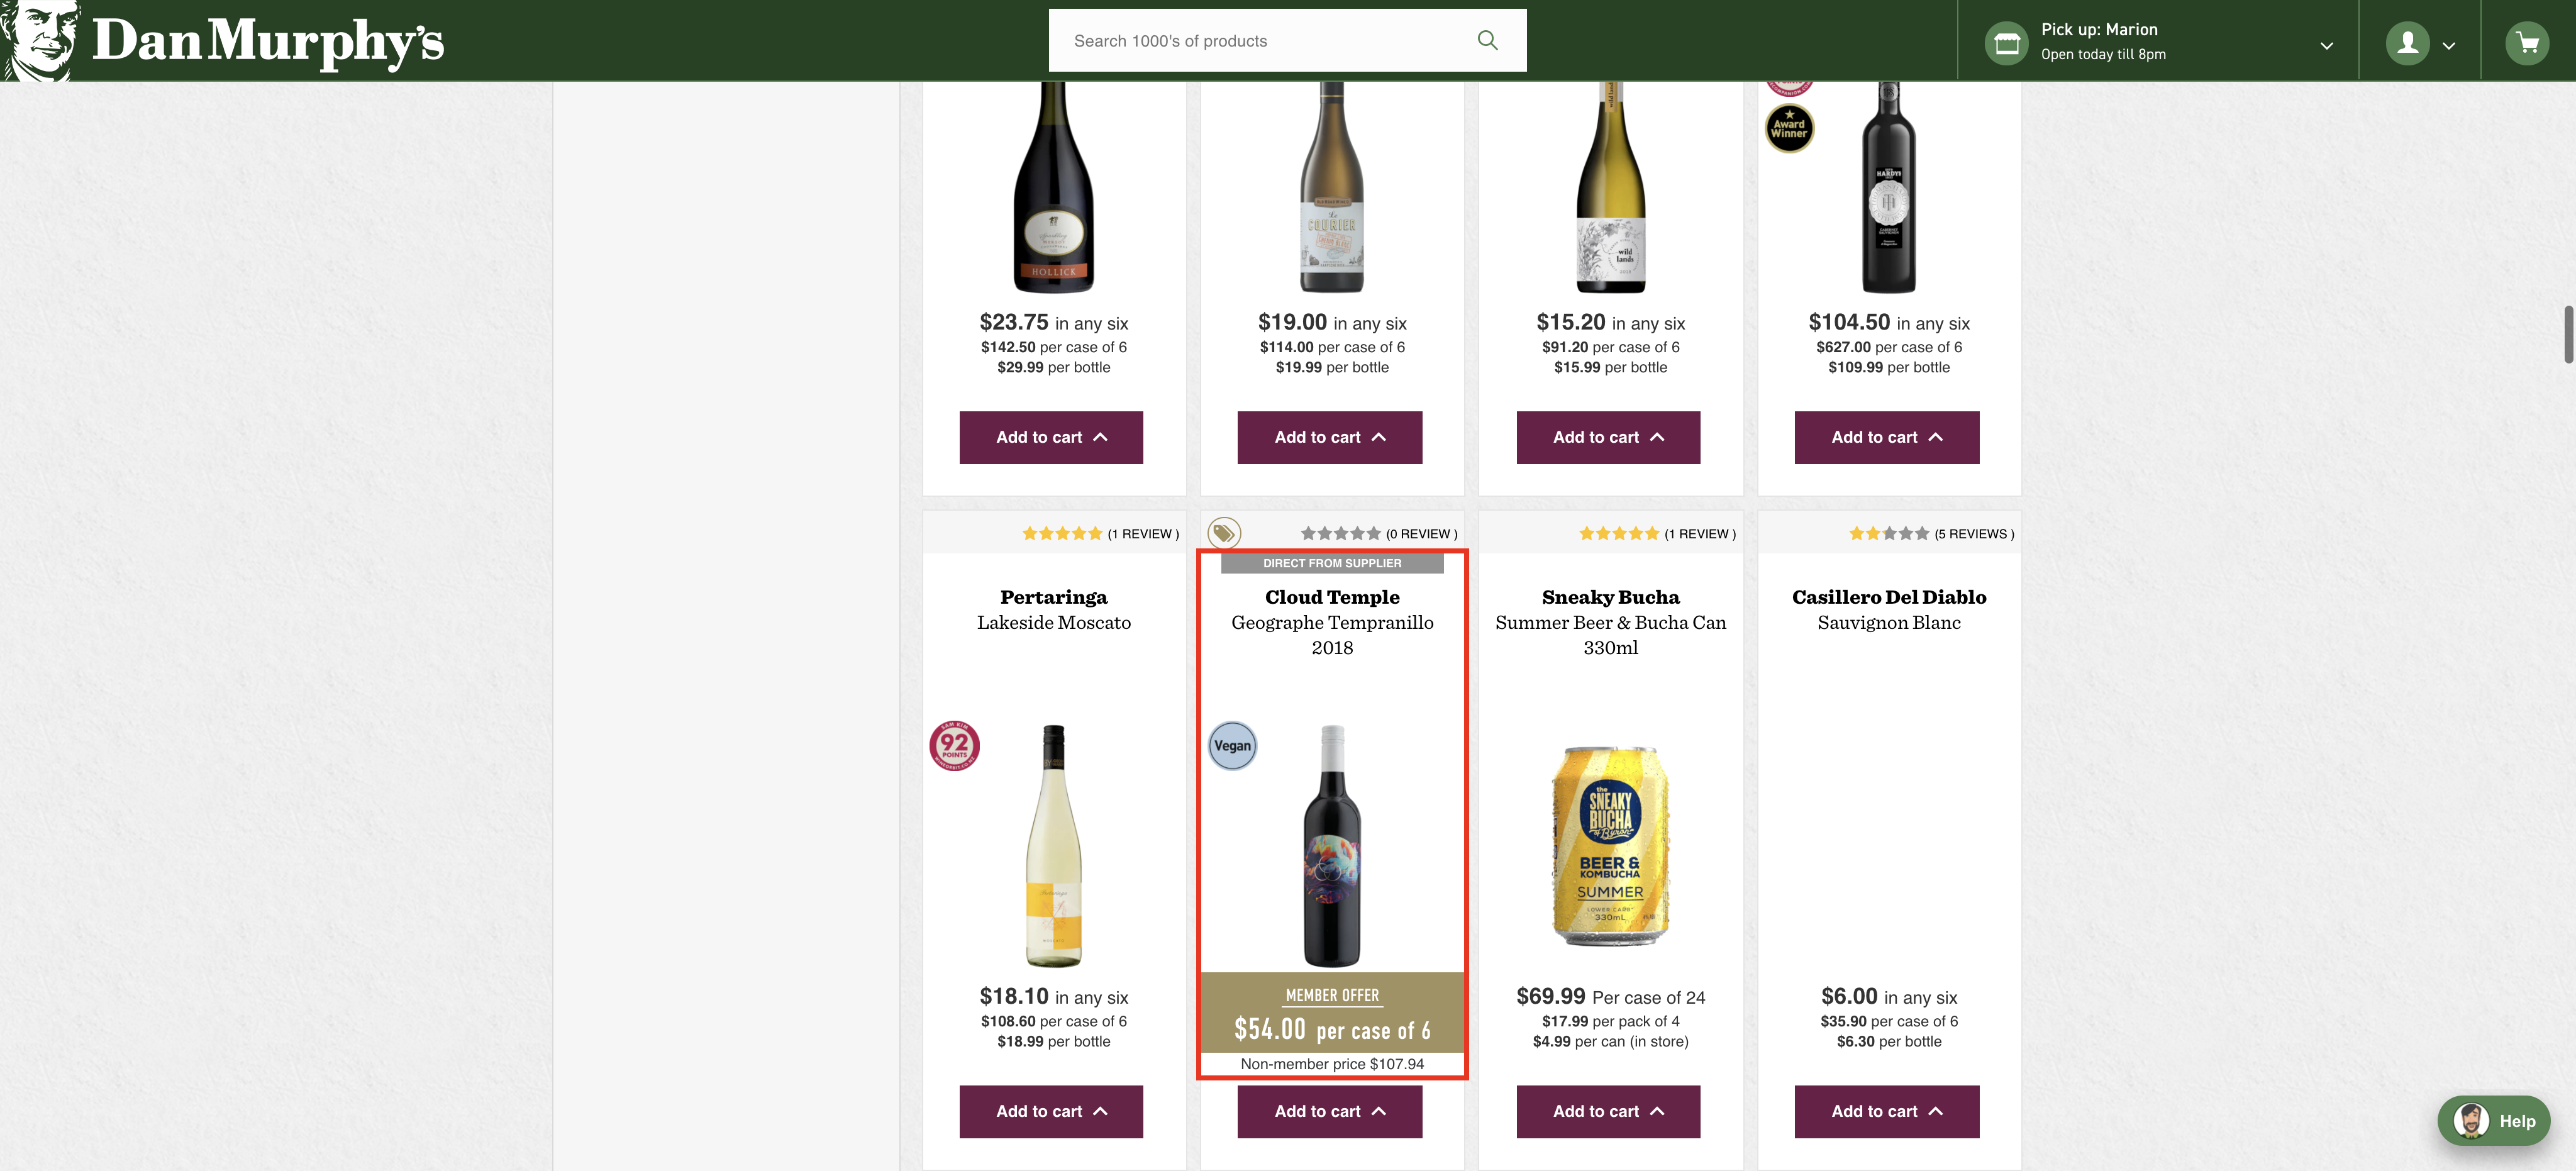 Dan Murphy's
Search 1000's of products
Pick up: Marion
Open today till 8pm
HOLLICK
Le
COURIER
wild
lands
Award
Winner
HARDYS
$23.75 in any six
$142.50 per case of 6
$29.99 per bottle
Add to cart
$19.00 in any six
$114.00 per case of 6
$19.99 per bottle
Add to cart
$15.20 in any six
$91.20 per case of 6
$15.99 per bottle
Add to cart
$104.50 in any six
$627.00 per case of 6
$109.99 per bottle
Add to cart
(1 REVIEW )
Pertaringa
Lakeside Moscato
92
POINTS
$18.10 in any six
$108.60 per case of 6
$18.99 per bottle
Add to cart
(0 REVIEW )
DIRECT FROM SUPPLIER
Cloud Temple
Geographe Tempranillo
2018
Vegan
MEMBER OFFER
$54.00 per case of 6
Non-member price $107.94
Add to cart
(1 REVIEW )
Sneaky Bucha
Summer Beer & Bucha Can
330ml
the
SNEAKY
BUCHA
of Byron
BEER &
KOMBUCHA
SUMMER
LOWER CARB
330mL
$69.99 Per case of 24
$17.99 per pack of 4
$4.99 per can (in store)
Add to cart
(5 REVIEWS )
Casillero Del Diablo
Sauvignon Blanc
$6.00 in any six
$35.90 per case of 6
$6.30 per bottle
Add to cart
Help